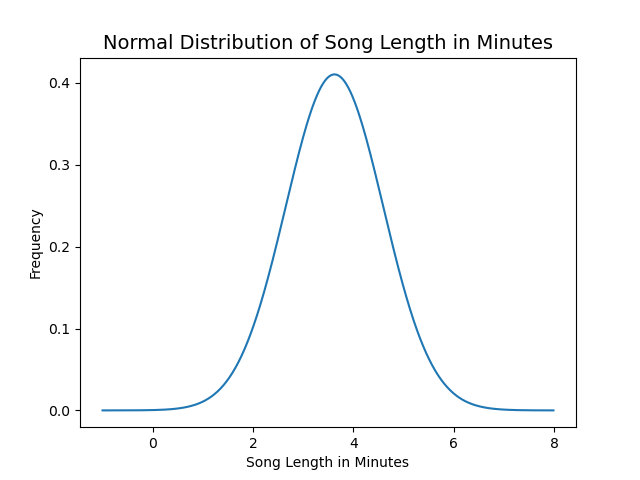 Normal Distribution of Song Length in Minutes
0.4
0.3
0.2
0.1
0.0
Frequency
0 2 4 6 8
Song Length in Minutes